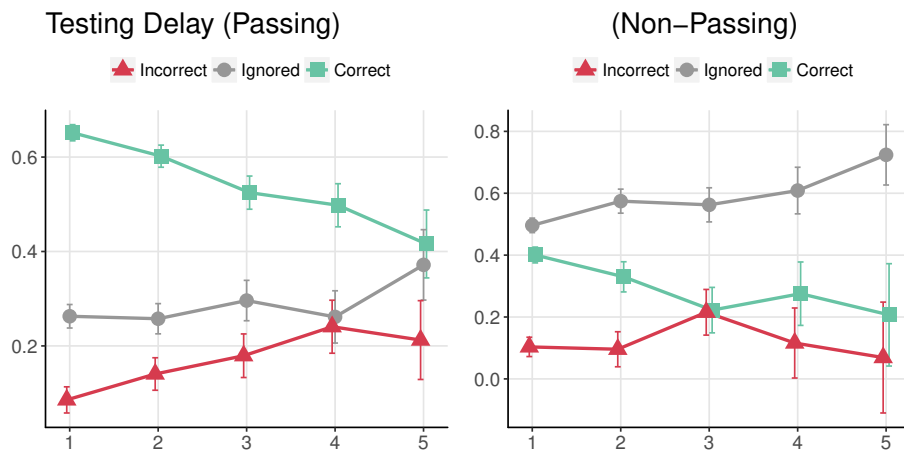 Testing Delay (Passing)
(Non−Passing)
Incorrect Ignored Correct
Incorrect Ignored Correct
0.6
0.4
0.2
1 2 3 4 5
0.8
0.6
0.4
0.2
0.0
1 2 3 4 5